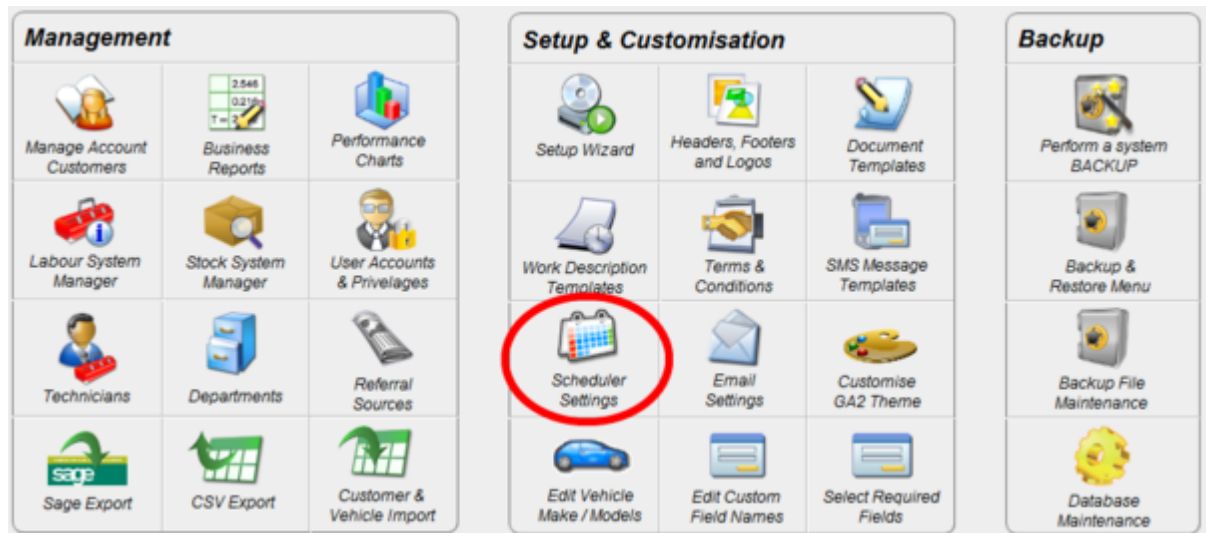 Management
Manage Account
Customers
Business
Reports
Performance
Charts
Labour System
Manager
Stock System
Manager
User Accounts
& Privelages
Technicians
Departments
Referral
Sources
sage
Sage Export
CSV Export
Customer &
Vehicle Import
Setup & Customisation
Setup Wizard
Headers, Footers
and Logos
Document
Templates
Work Description
Templates
Terms &
Conditions
SMS Message
Templates
Scheduler
Settings
Email
Settings
Customise
GA2 Theme
Edit Vehicle
Make / Models
Edit Custom
Field Names
Select Required
Fields
Backup
Perform a system
BACKUP
Backup &
Restore Menu
Backup File
Maintenance
Database
Maintenance